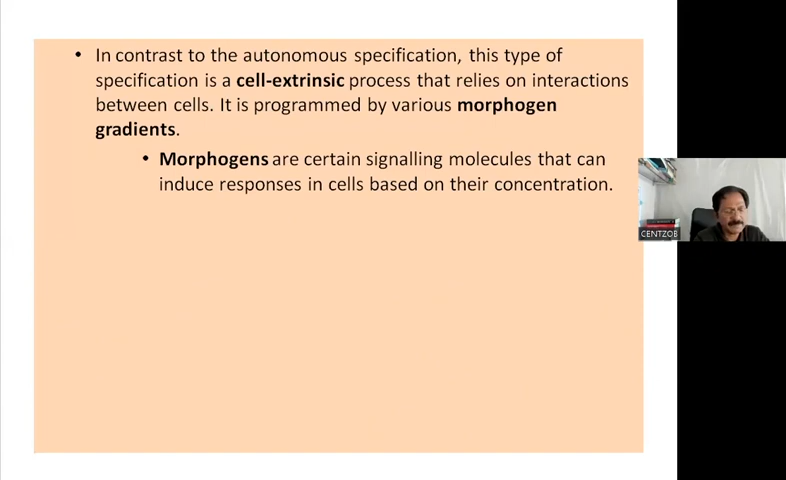 • In contrast to the autonomous specification, this type of
specification is a cell-extrinsic process that relies on interactions
between cells. It is programmed by various morphogen
gradients.
• Morphogens are certain signalling molecules that can
induce responses in cells based on their concentration.
CENTZOB